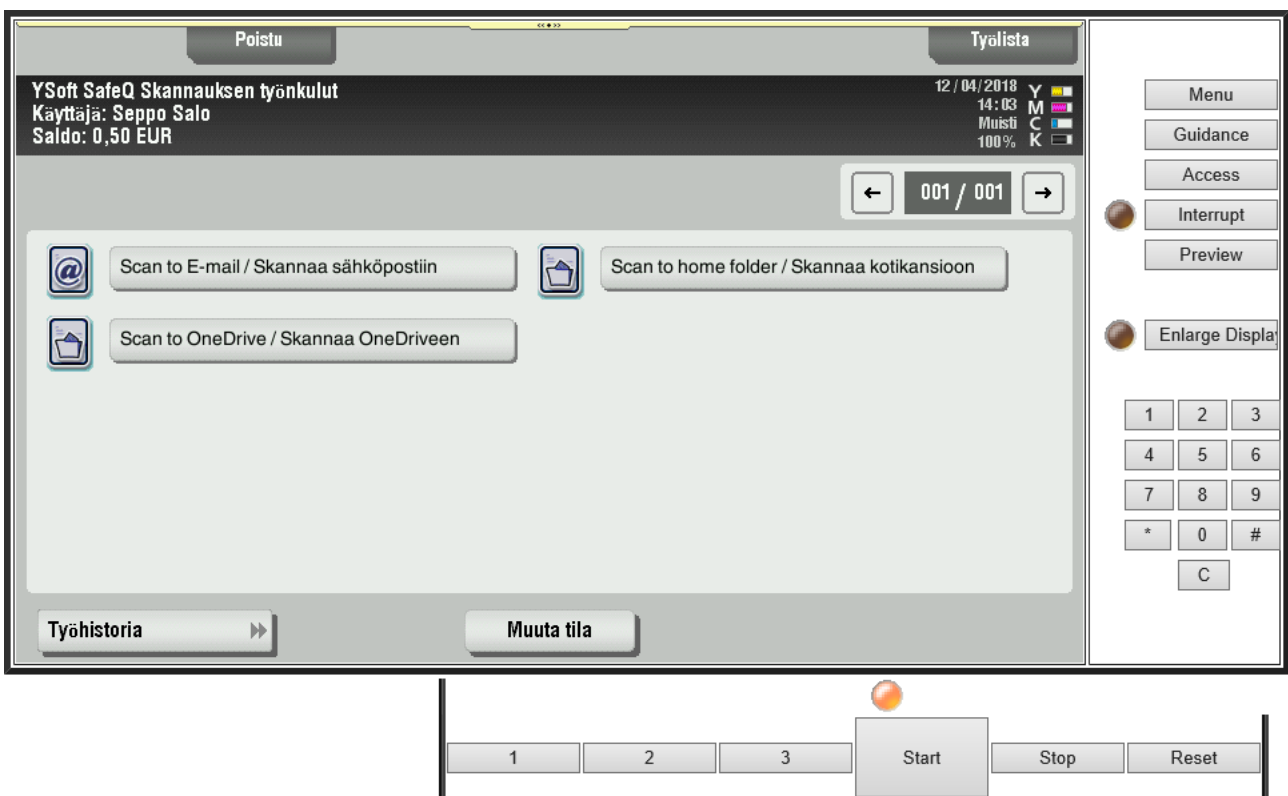 Poistu
Työlista
YSoft SafeQ Skannauksen työnkulut
Käyttäjä: Seppo Salo
Saldo: 0,50 EUR
12/04/2018
14:03
Muisti
100%
Y
M
C
K
← 001 / 001 →
Scan to E-mail / Skannaa sähköpostiin
Scan to home folder / Skannaa kotikansioon
Scan to OneDrive / Skannaa OneDriveen
Työhistoria
Muuta tila
Menu
Guidance
Access
Interrupt
Preview
Enlarge Display
1 2 3
4 5 6
7 8 9
* 0 #
C
1 2 3 Start Stop Reset